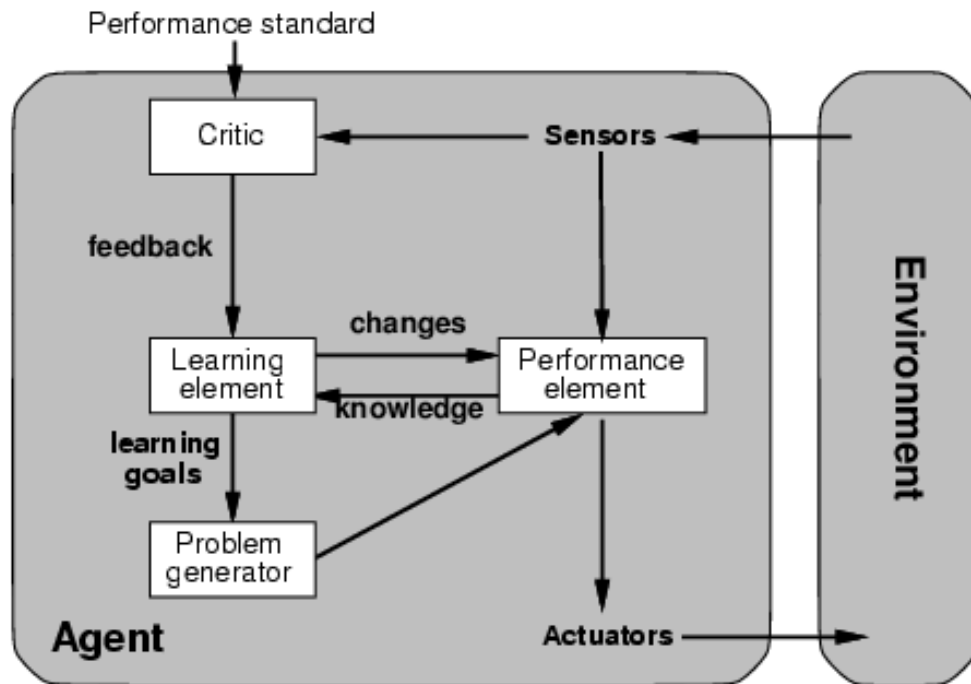 Performance standard
Critic
Sensors
feedback
changes
Learning
element
Performance
element
knowledge
learning
goals
Problem
generator
Agent
Actuators
Environment